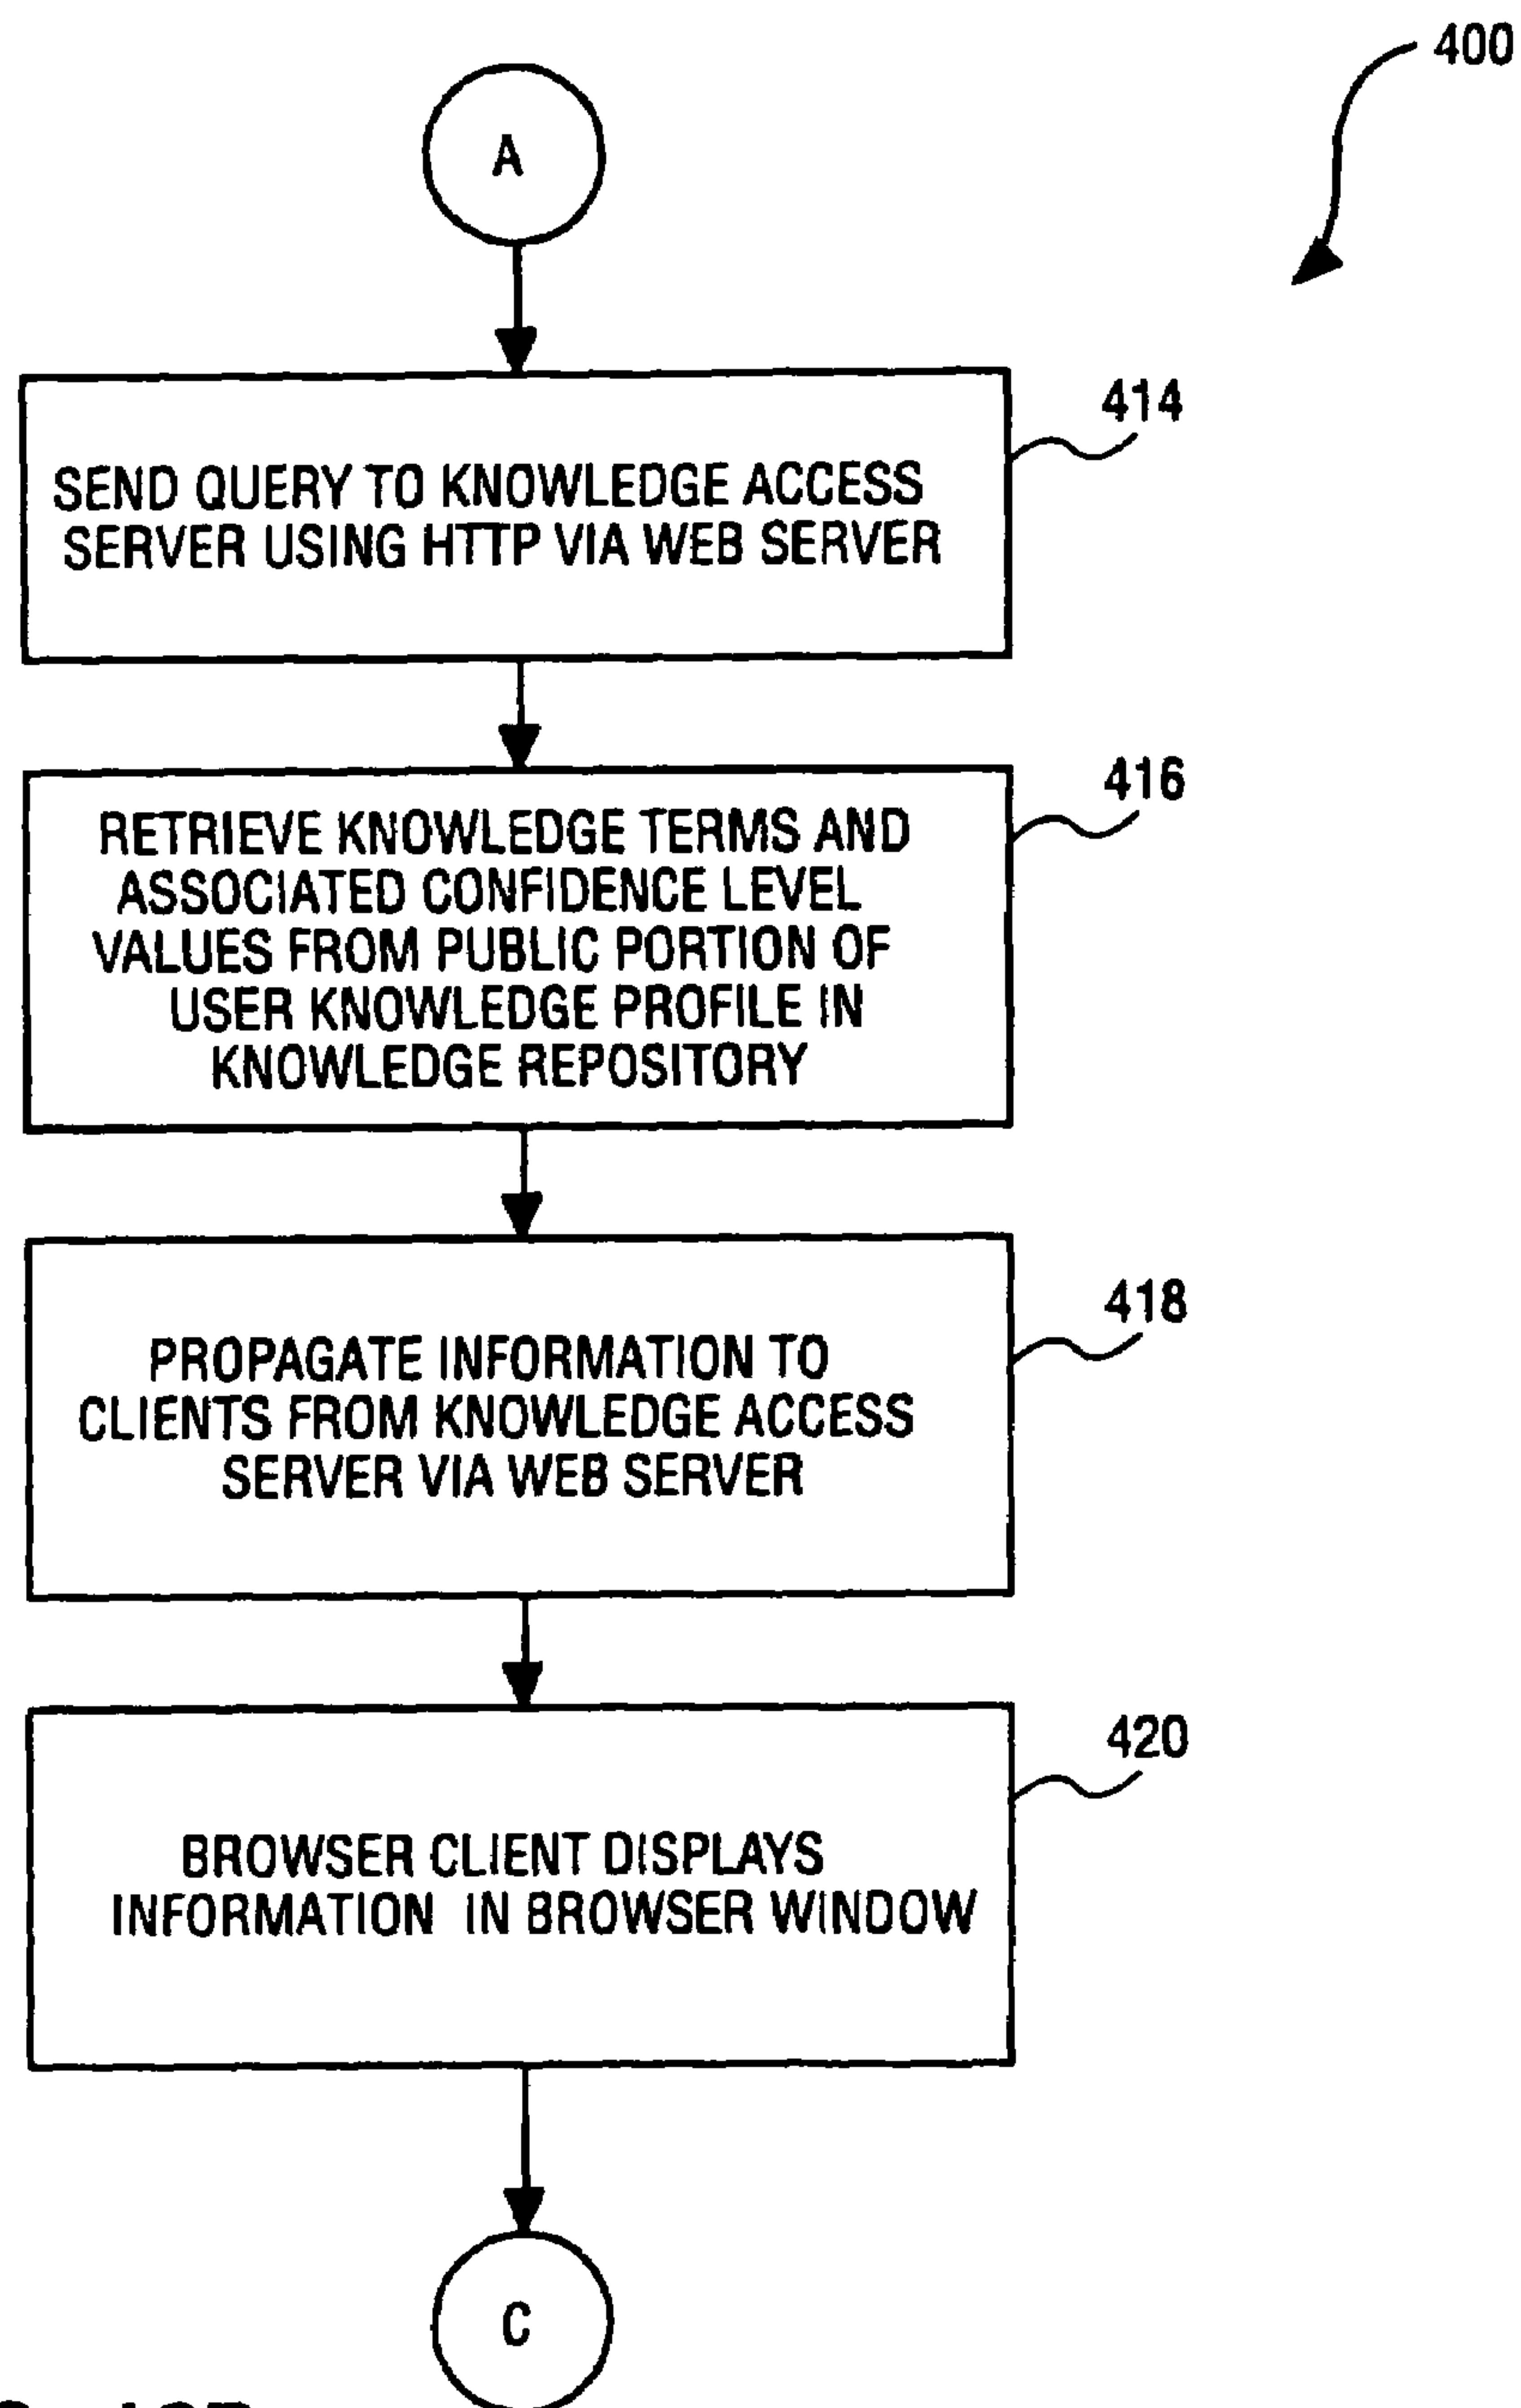 400
A
414
SEND QUERY TO KNOWLEDGE ACCESS
SERVER USING HTTP VIA WEB SERVER
416
RETRIEVE KNOWLEDGE TERMS AND
ASSOCIATED CONFIDENCE LEVEL
VALUES FROM PUBLIC PORTION OF
USER KNOWLEDGE PROFILE IN
KNOWLEDGE REPOSITORY
418
PROPAGATE INFORMATION TO
CLIENTS FROM KNOWLEDGE ACCESS
SERVER VIA WEB SERVER
420
BROWSER CLIENT DISPLAYS
INFORMATION IN BROWSER WINDOW
C